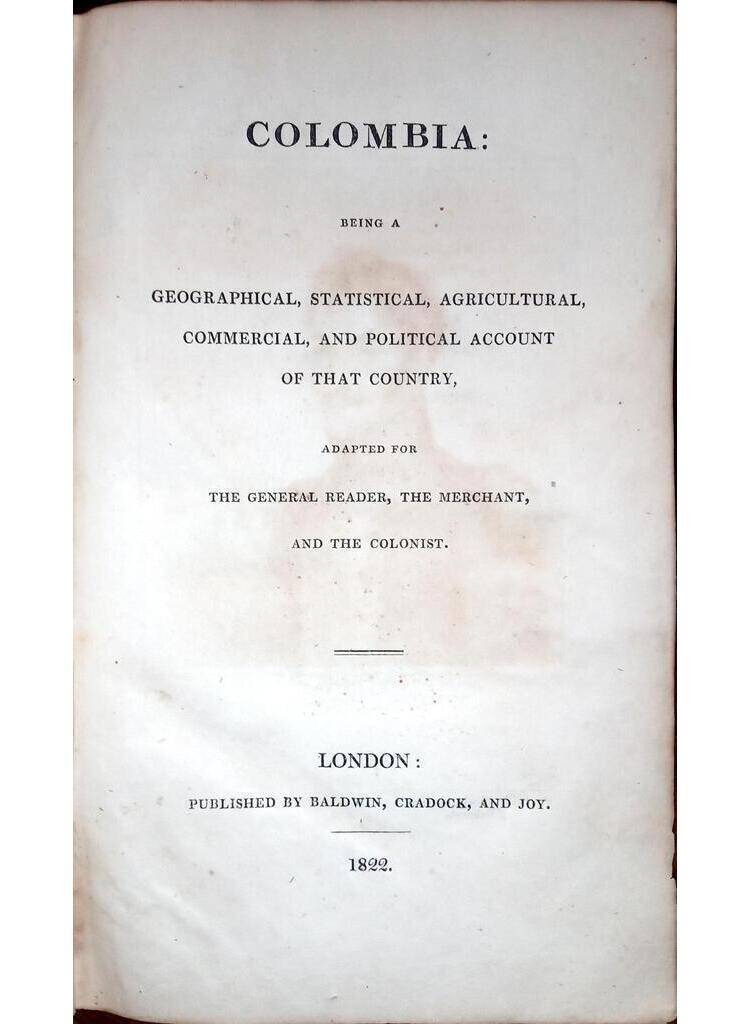 COLOMBIA:
BEING A
GEOGRAPHICAL, STATISTICAL, AGRICULTURAL,
COMMERCIAL, AND POLITICAL ACCOUNT
OF THAT COUNTRY,
ADAPTED FOR
THE GENERAL READER, THE MERCHANT,
AND THE COLONIST.
LONDON:
PUBLISHED BY BALDWIN, CRADOCK, AND JOY.
1822.